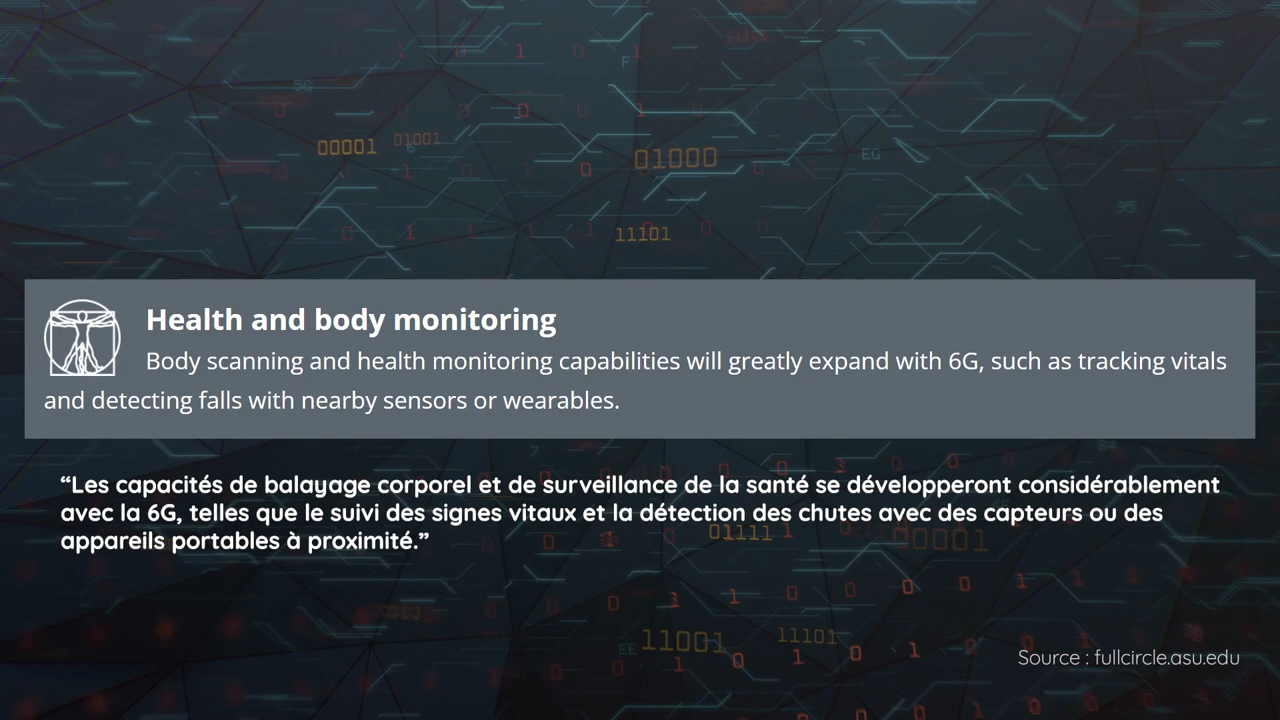 Health and body monitoring
Body scanning and health monitoring capabilities will greatly expand with 6G, such as tracking vitals
and detecting falls with nearby sensors or wearables.
“Les capacités de balayage corporel et de surveillance de la santé se développeront considérablement
avec la 6G, telles que le suivi des signes vitaux et la détection des chutes avec des capteurs ou des
appareils portables à proximité.”
Source : fullcircle.asu.edu